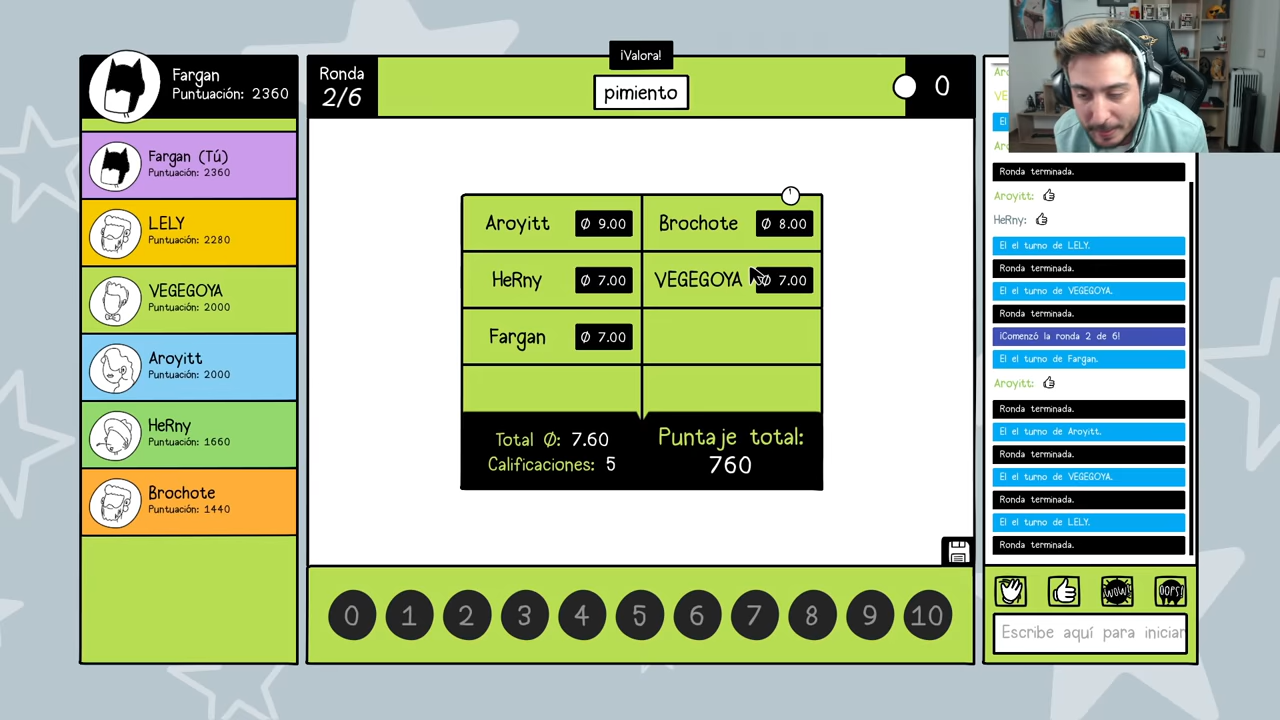 Fargan
Puntuación: 2360
Fargan (Tú)
Puntuación: 2360
LELY
Puntuación: 2280
VEGEGOYA
Puntuación: 2000
Aroyitt
Puntuación: 2000
HeRny
Puntuación: 1660
Brochote
Puntuación: 1440
Ronda
2/6
¡Valora!
pimiento
0
Aroyitt Ø 9.00
Brochote Ø 8.00
HeRny Ø 7.00
VEGEGOYA Ø 7.00
Fargan Ø 7.00
Total Ø: 7.60
Calificaciones: 5
Puntaje total:
760
0 1 2 3 4 5 6 7 8 9 10
Ronda terminada.
Aroyitt:
HeRny:
El el turno de LELY.
Ronda terminada.
El el turno de VEGEGOYA.
Ronda terminada.
¡Comenzó la ronda 2 de 6!
El el turno de Fargan.
Aroyitt:
Ronda terminada.
El el turno de Aroyitt.
Ronda terminada.
El el turno de VEGEGOYA.
Ronda terminada.
El el turno de LELY.
Ronda terminada.
WOW!
OOPS!
Escribe aquí para iniciar